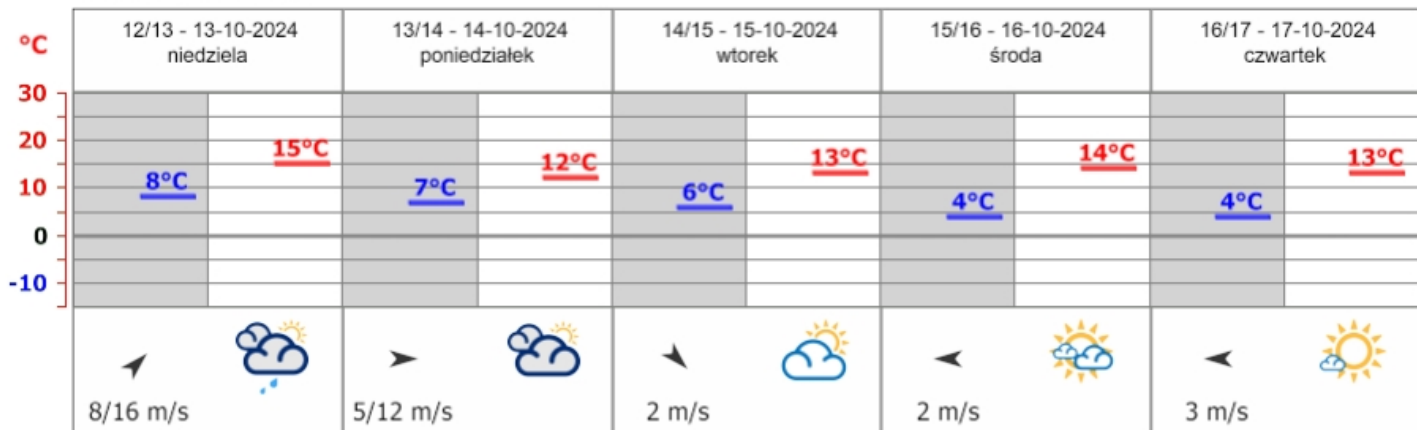 °C
12/13 - 13-10-2024
niedziela
13/14 - 14-10-2024
poniedziałek
14/15 - 15-10-2024
wtorek
15/16 - 16-10-2024
środa
16/17 - 17-10-2024
czwartek
30
20
10
0
-10
8°C
15°C
7°C
12°C
6°C
13°C
4°C
14°C
4°C
13°C
8/16 m/s
5/12 m/s
2 m/s
2 m/s
3 m/s